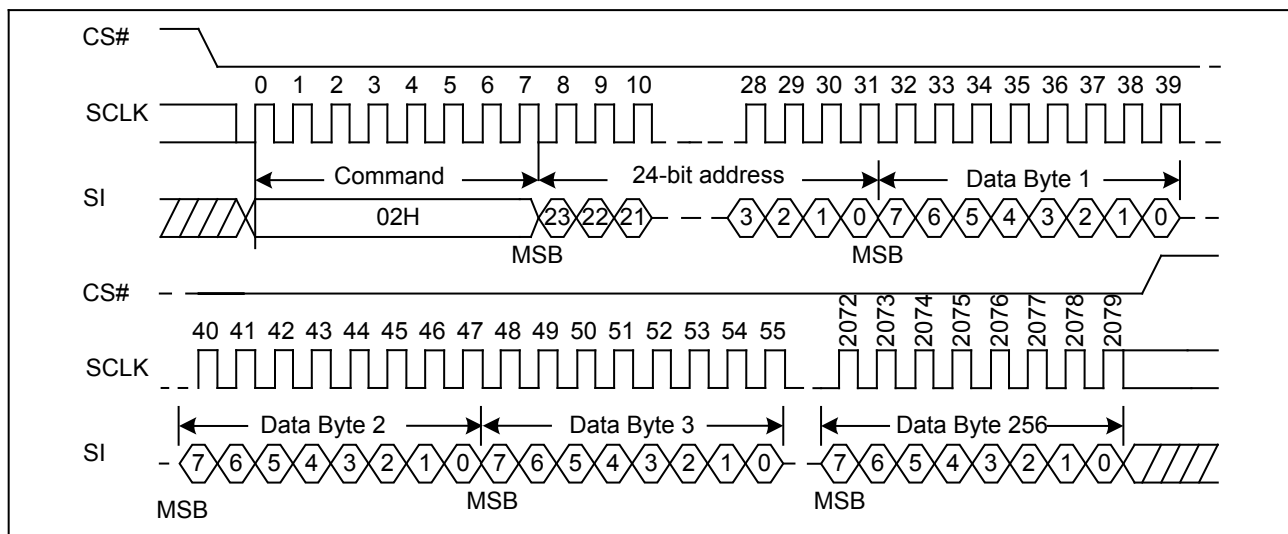 CS#
0 1 2 3 4 5 6 7 8 9 10 28 29 30 31 32 33 34 35 36 37 38 39
SCLK
Command 24-bit address Data Byte 1
SI
02H 23 22 21 3 2 1 0 7 6 5 4 3 2 1 0
MSB MSB
CS#
40 41 42 43 44 45 46 47 48 49 50 51 52 53 54 55 2072 2073 2074 2075 2076 2077 2078 2079
SCLK
Data Byte 2 Data Byte 3 Data Byte 256
SI
7 6 5 4 3 2 1 0 7 6 5 4 3 2 1 0 7 6 5 4 3 2 1 0
MSB MSB MSB